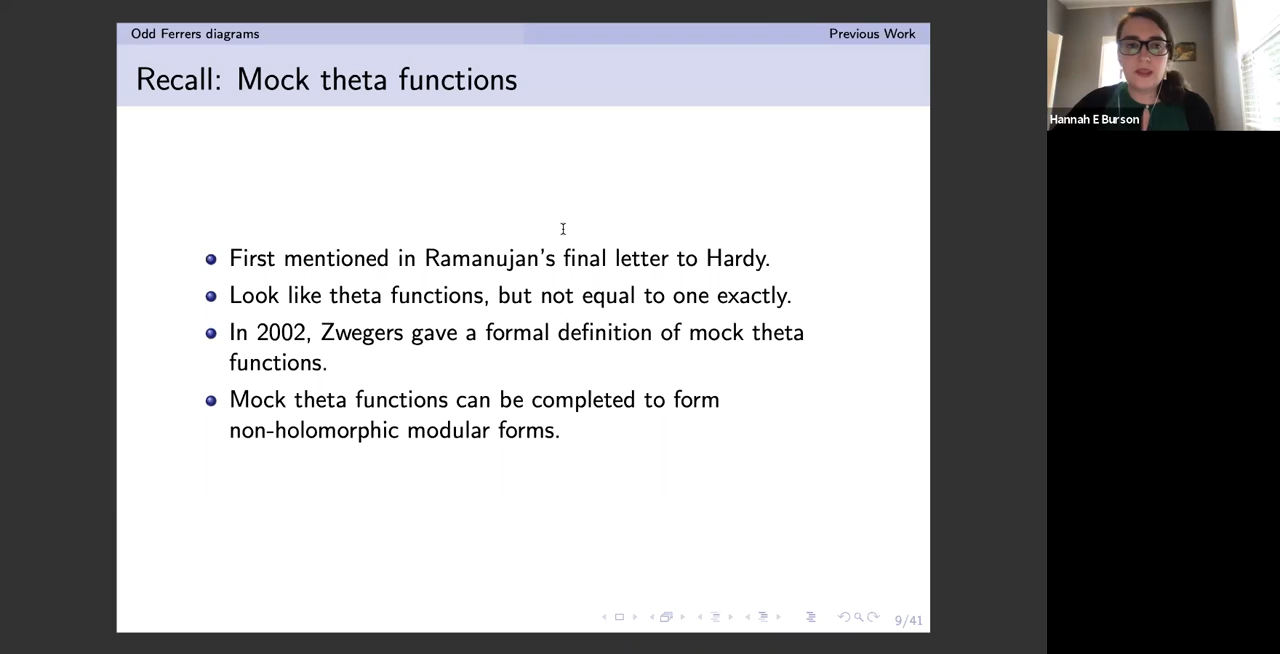 Odd Ferrers diagrams
Previous Work
Recall: Mock theta functions
First mentioned in Ramanujan's final letter to Hardy.
Look like theta functions, but not equal to one exactly.
In 2002, Zwegers gave a formal definition of mock theta
functions.
Mock theta functions can be completed to form
non-holomorphic modular forms.
9/41
Hannah E Burson